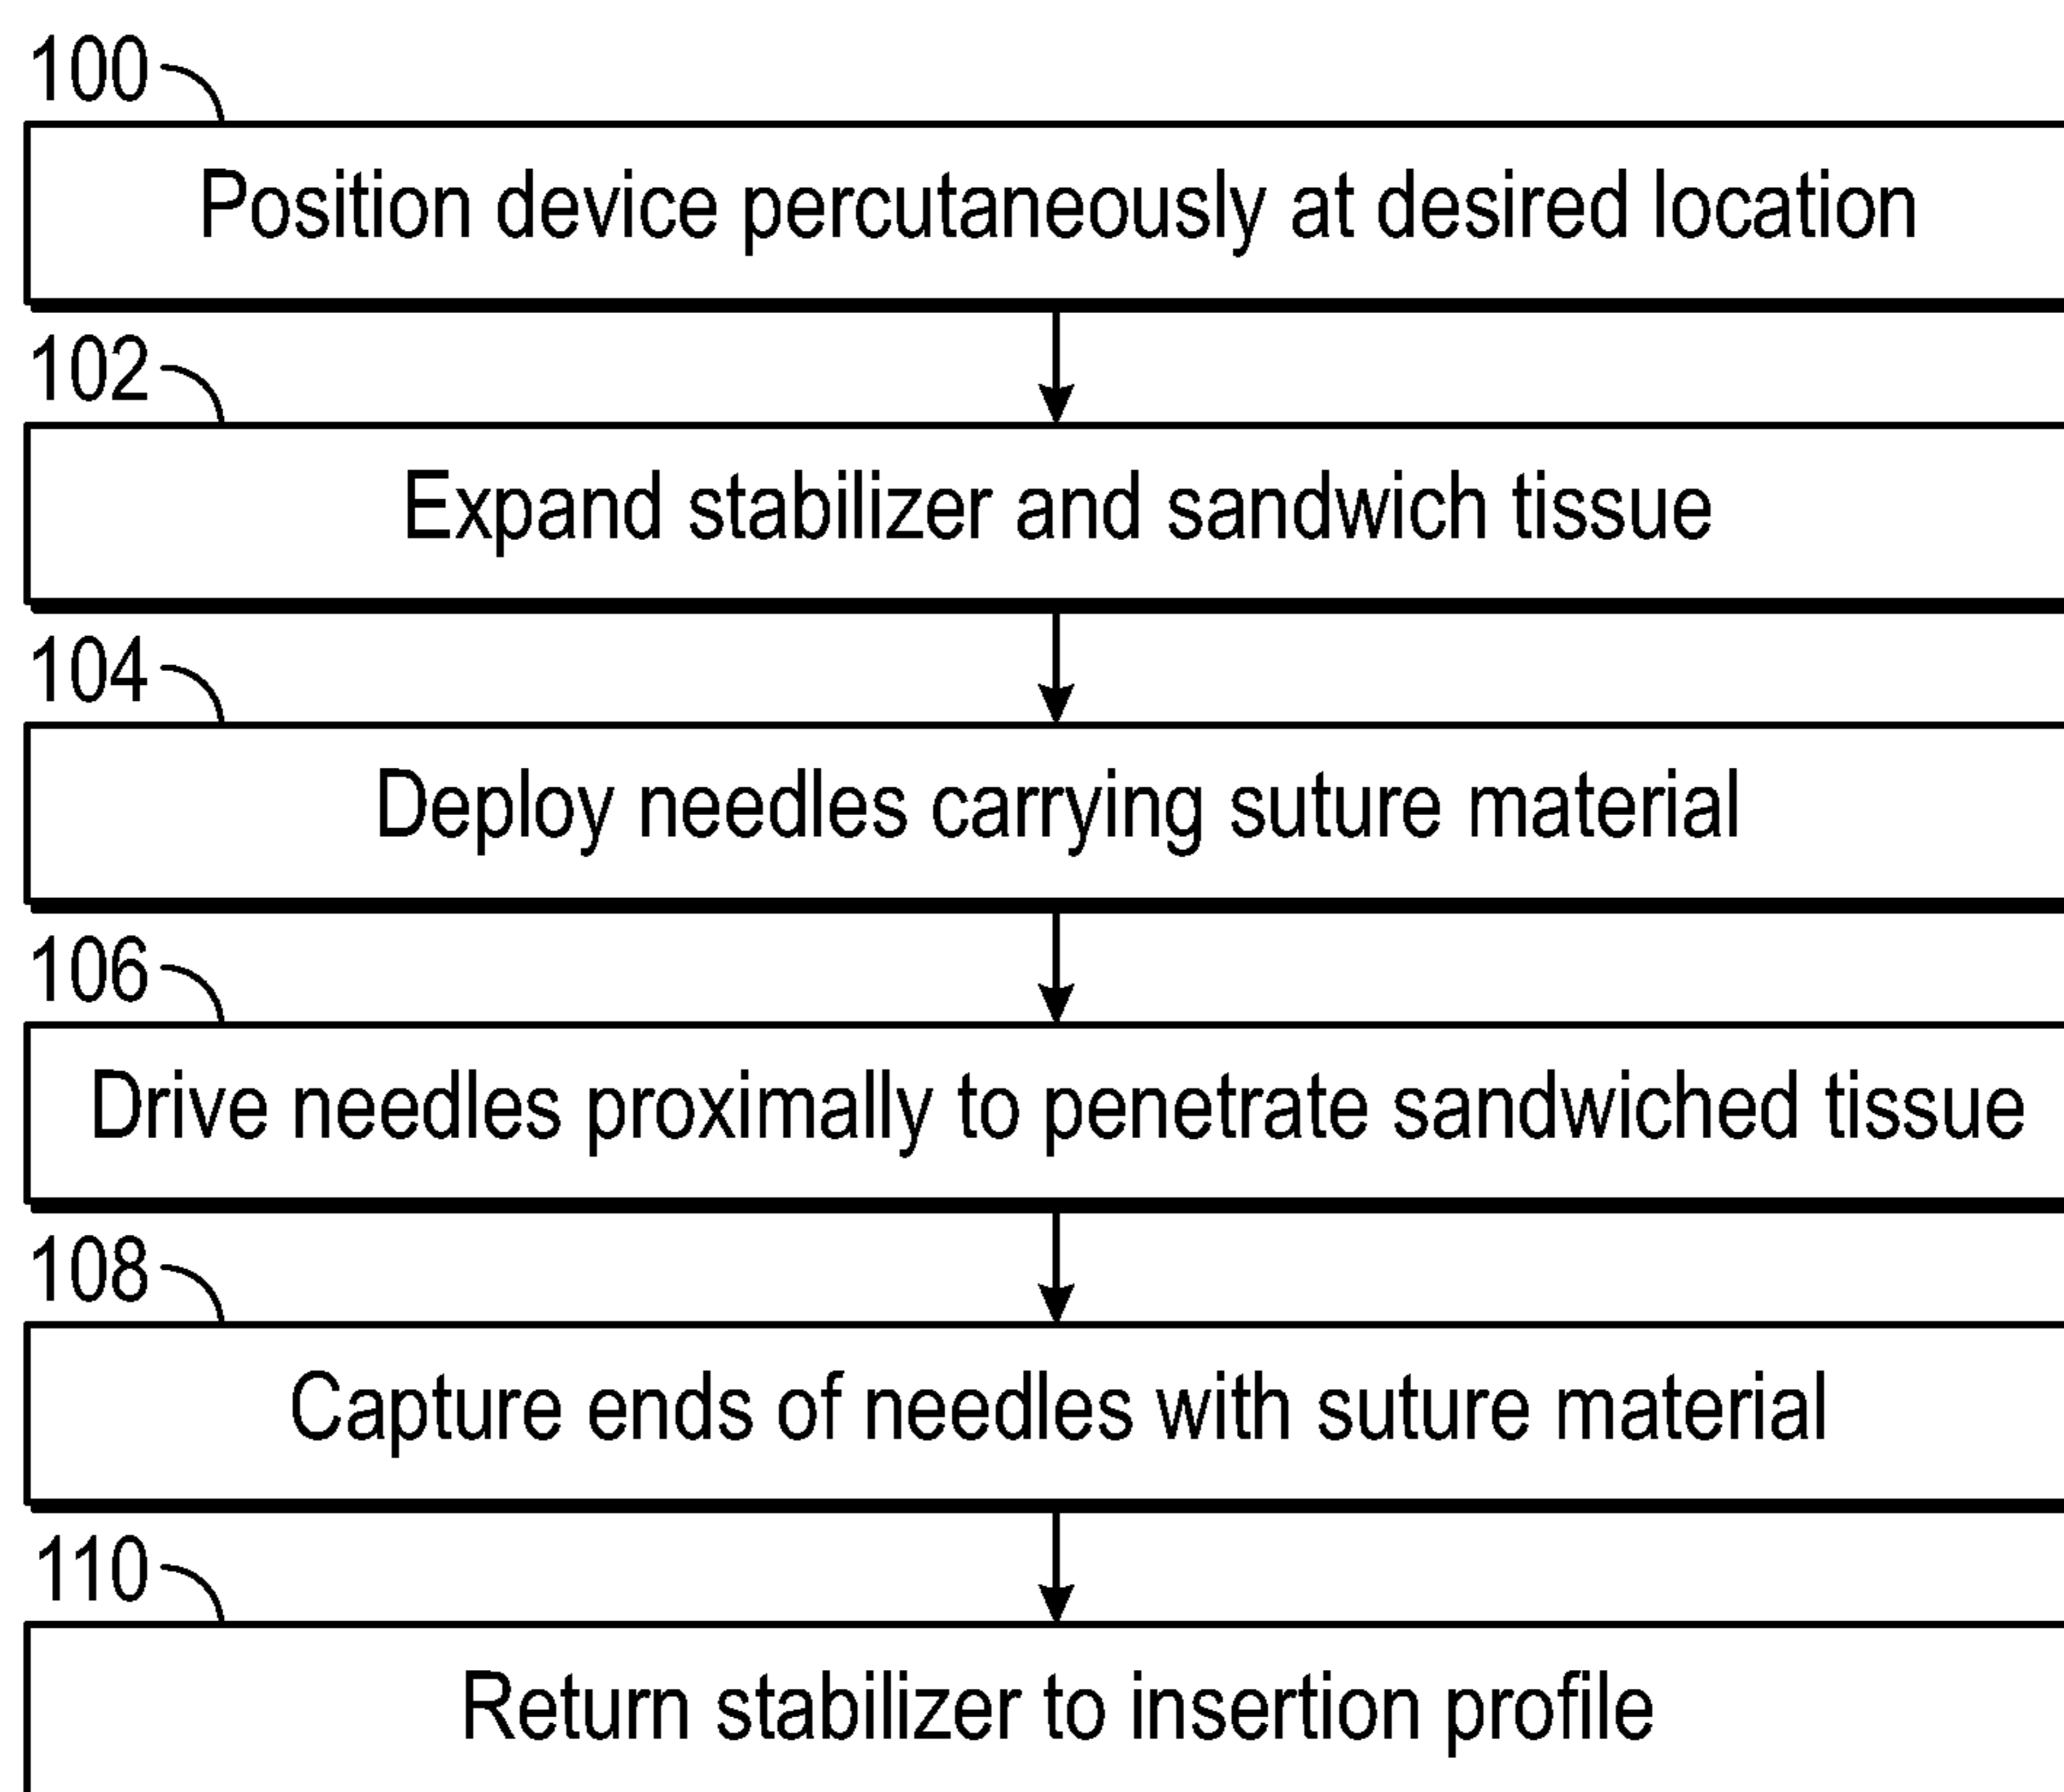 100
Position device percutaneously at desired location
102
Expand stabilizer and sandwich tissue
104
Deploy needles carrying suture material
106
Drive needles proximally to penetrate sandwiched tissue
108
Capture ends of needles with suture material
110
Return stabilizer to insertion profile